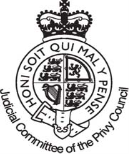 HONI SOIT QUI MAL Y PENSE
Judicial Committee of the Privy Council